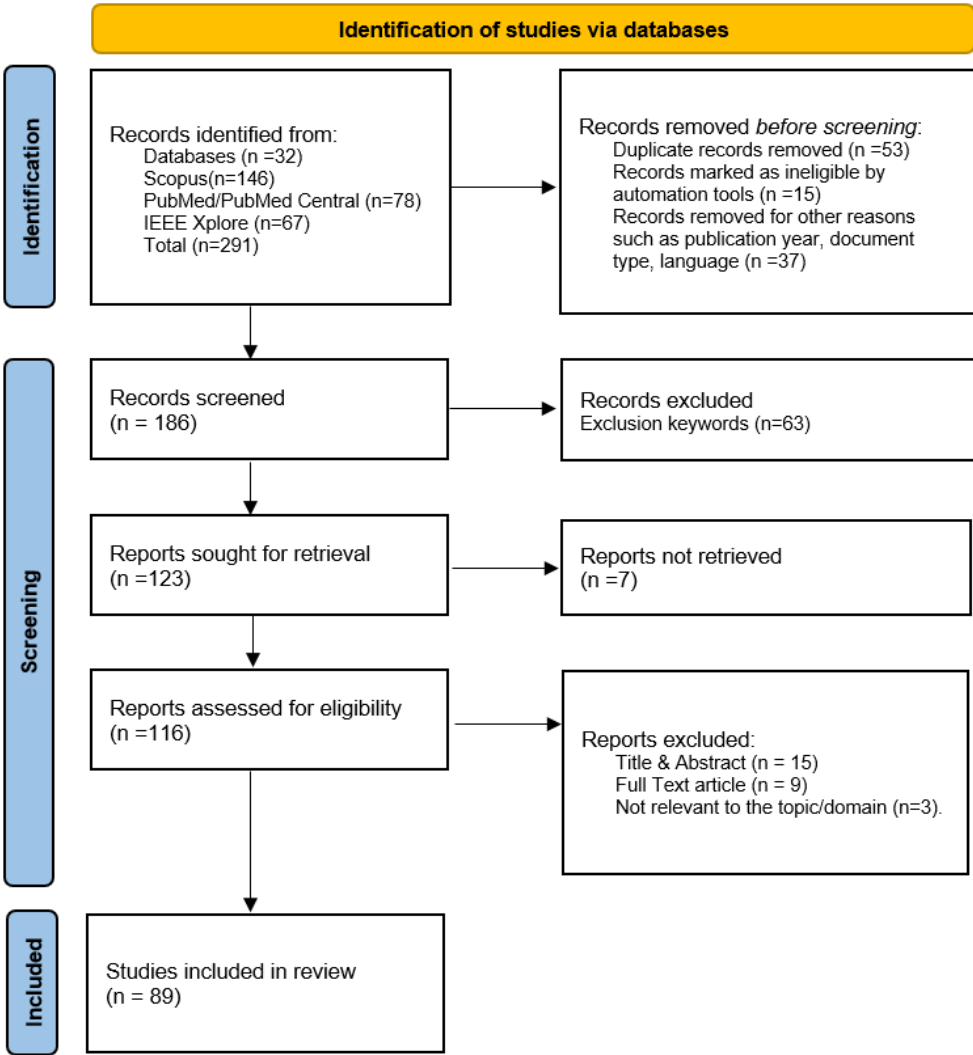 Identification of studies via databases
Identification
Records identified from:
Databases (n =32)
Scopus(n=146)
PubMed/PubMed Central (n=78)
IEEE Xplore (n=67)
Total (n=291)
Records removed before screening:
Duplicate records removed (n =53)
Records marked as ineligible by
automation tools (n =15)
Records removed for other reasons
such as publication year, document
type, language (n =37)
Screening
Records screened
(n = 186)
Records excluded
Exclusion keywords (n=63)
Reports sought for retrieval
(n =123)
Reports not retrieved
(n =7)
Reports assessed for eligibility
(n =116)
Reports excluded:
Title & Abstract (n = 15)
Full Text article (n = 9)
Not relevant to the topic/domain (n=3).
Included
Studies included in review
(n = 89)